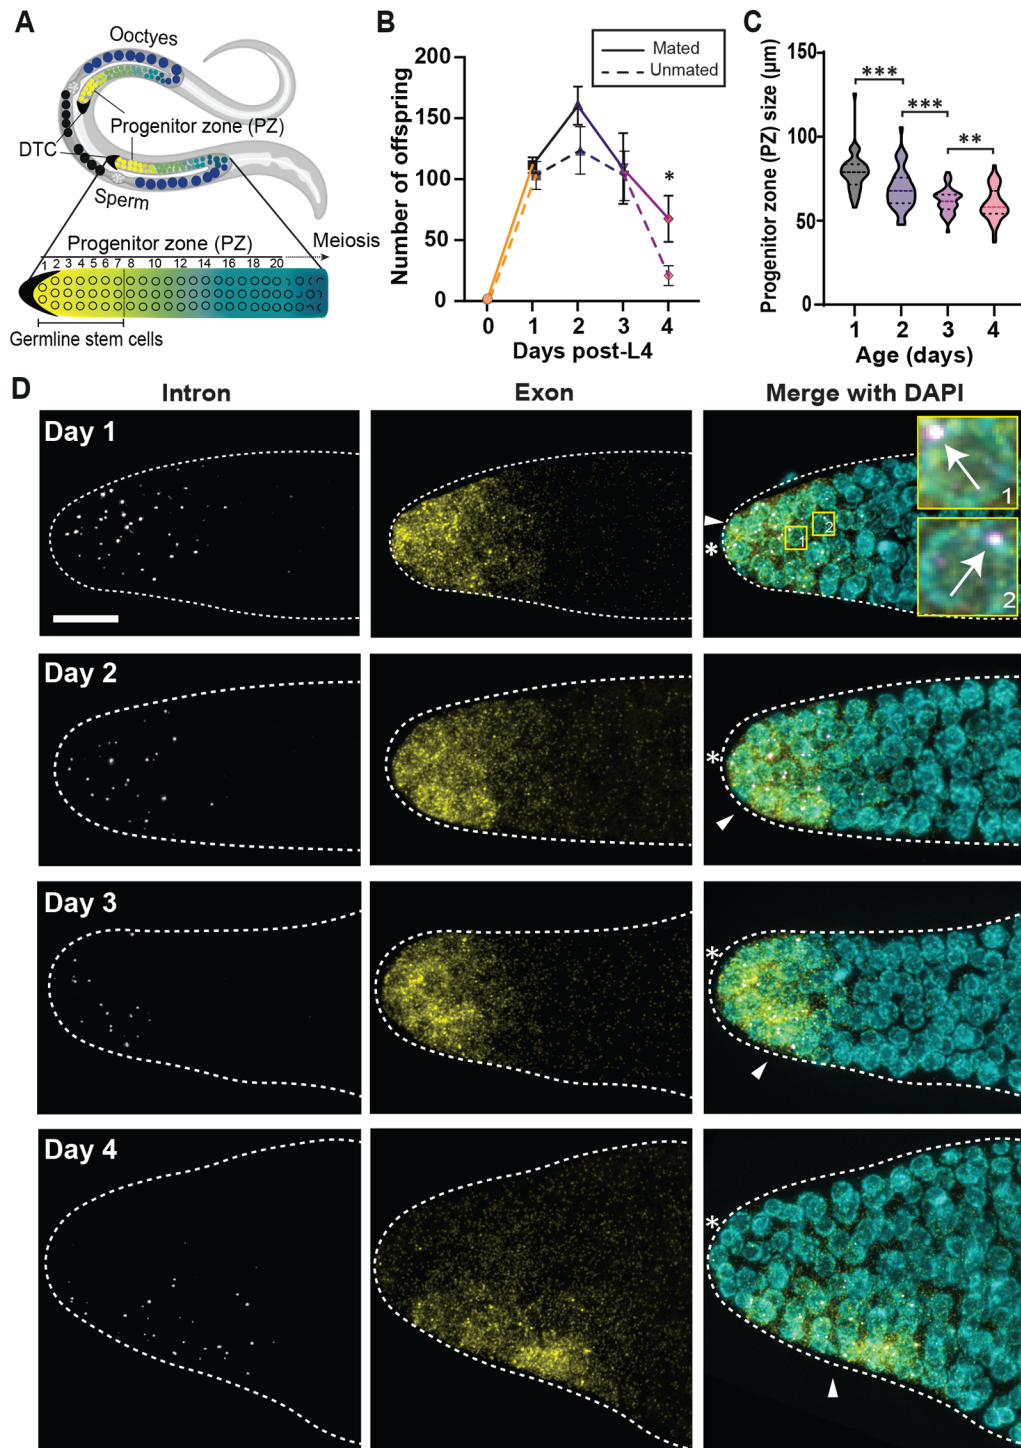 A
Ooctyes
Progenitor zone (PZ)
DTC
Sperm
Progenitor zone (PZ)
Meiosis
1 2 3 4 5 6 7 8 10 12 14 16 18 20
Germline stem cells
B
Number of offspring
200
150
100
50
0
0 1 2 3 4
Days post-L4
Mated
Unmated
*
C
Progenitor zone (PZ) size (µm)
150
100
50
0
***
***
**
1 2 3 4
Age (days)
D
Intron Exon Merge with DAPI
Day 1
*
1
2
1
2
Day 2
*
Day 3
*
Day 4
*